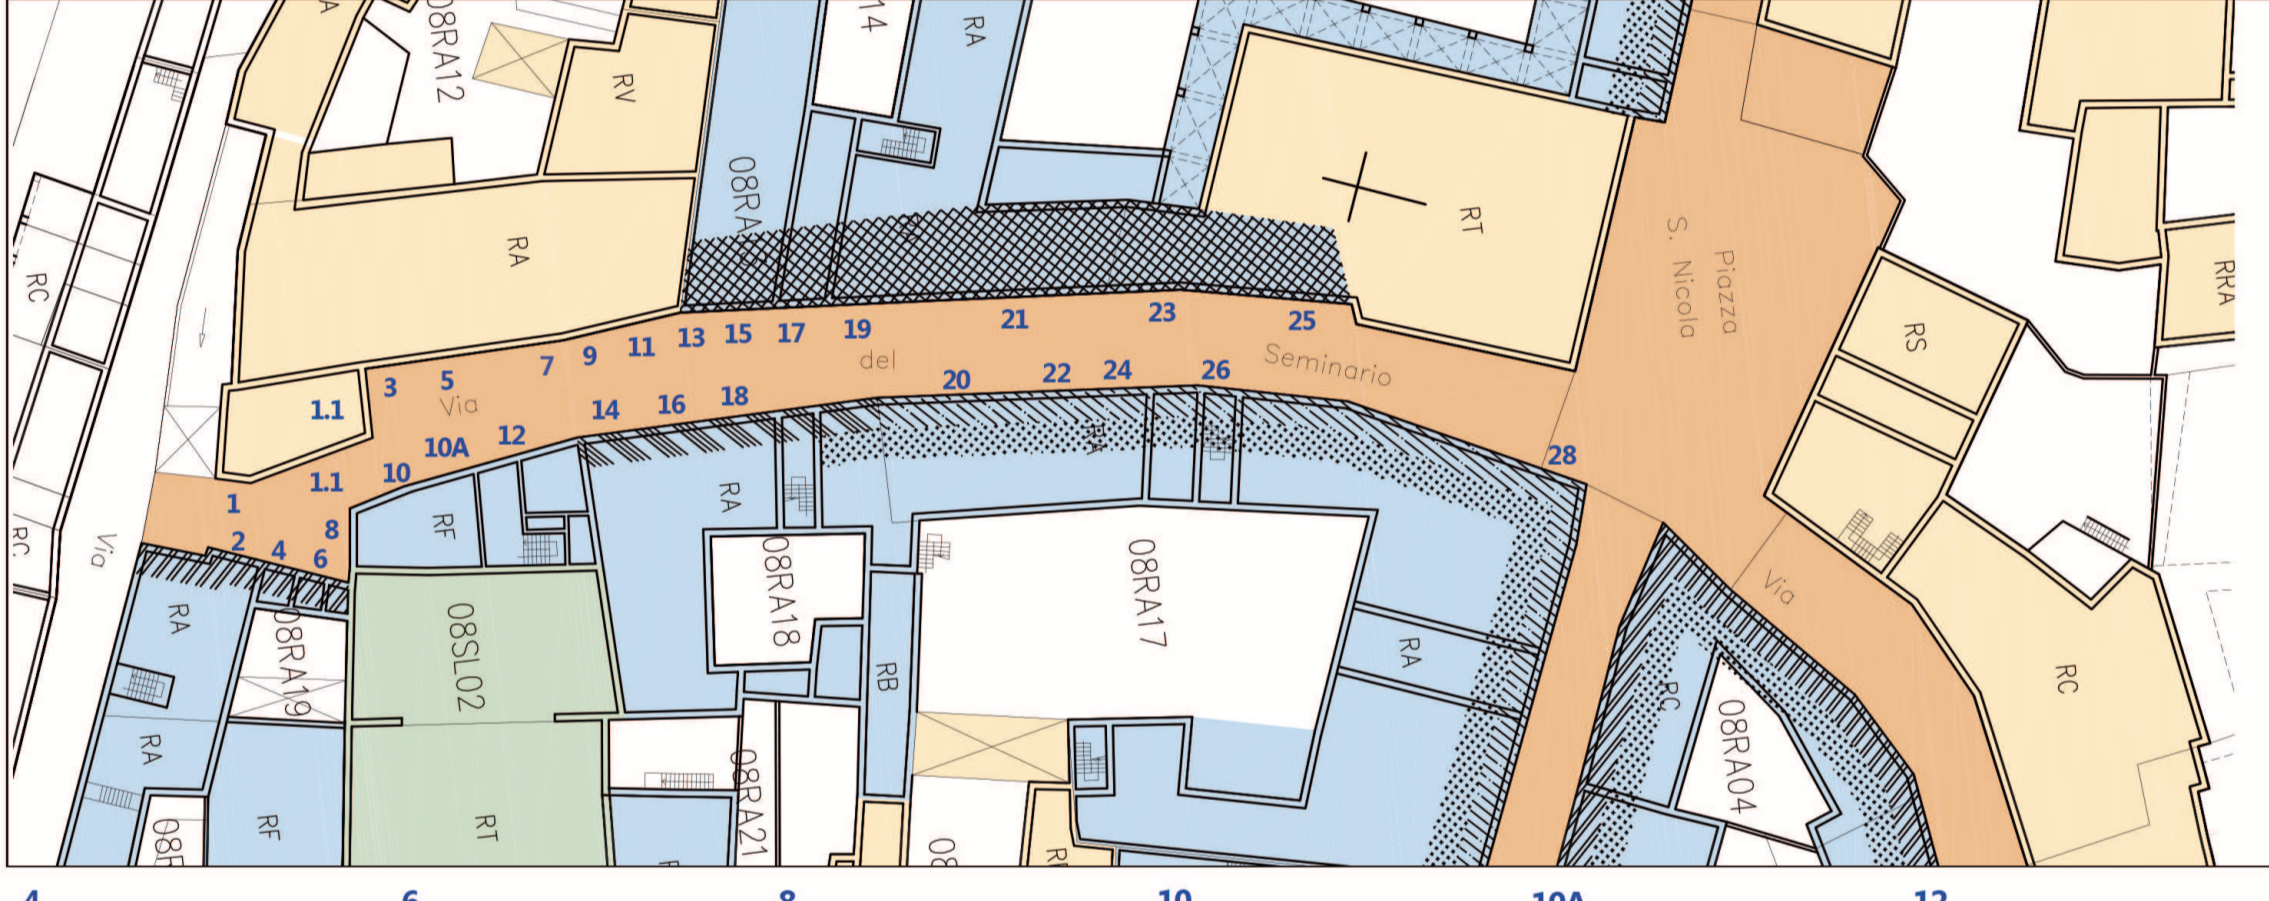 08RA12
RV
14
RA
RA
RC
08RA
RT
Piazza
S. Nicola
RS
RRA
RC
1.1
3
5
7
9
11
13
15
17
19
21
23
25
Via
del
Seminario
1
1.1
2
4
6
8
10
10A
12
14
16
18
20
22
24
26
28
Via
Via
RF
RA
RA
RA
RA
RA
08RA19
08SL02
08RA18
08RA17
RB
RC
08RA04
RC
RF
RT
08RA21
4
6
8
10
10A
12